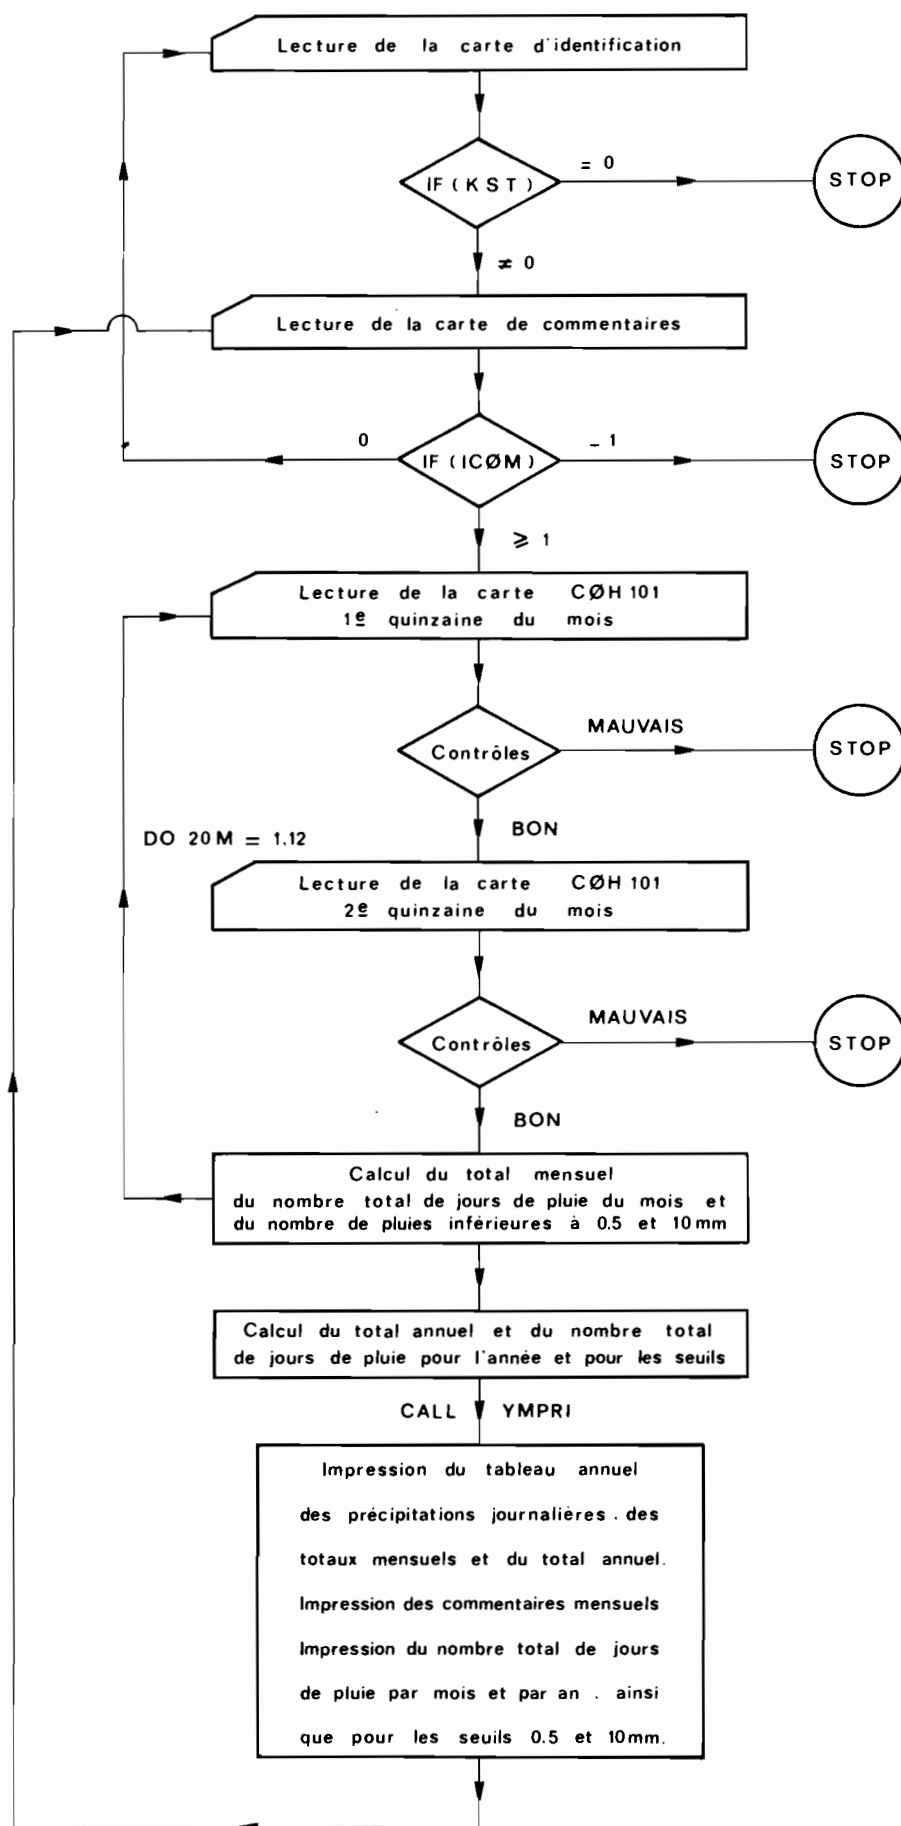 Lecture de la carte d'identification
IF (KST)
= 0
STOP
≠ 0
Lecture de la carte de commentaires
0
IF (ICØM)
– 1
STOP
⩾ 1
Lecture de la carte CØH 101
1e quinzaine du mois
Contrôles
MAUVAIS
STOP
BON
DO 20 M = 1.12
Lecture de la carte CØH 101
2e quinzaine du mois
Contrôles
MAUVAIS
STOP
BON
Calcul du total mensuel
du nombre total de jours de pluie du mois et
du nombre de pluies inférieures à 0.5 et 10 mm
Calcul du total annuel et du nombre total
de jours de pluie pour l'année et pour les seuils
CALL YMPRI
Impression du tableau annuel
des précipitations journalières . des
totaux mensuels et du total annuel.
Impression des commentaires mensuels
Impression du nombre total de jours
de pluie par mois et par an . ainsi
que pour les seuils 0.5 et 10mm.